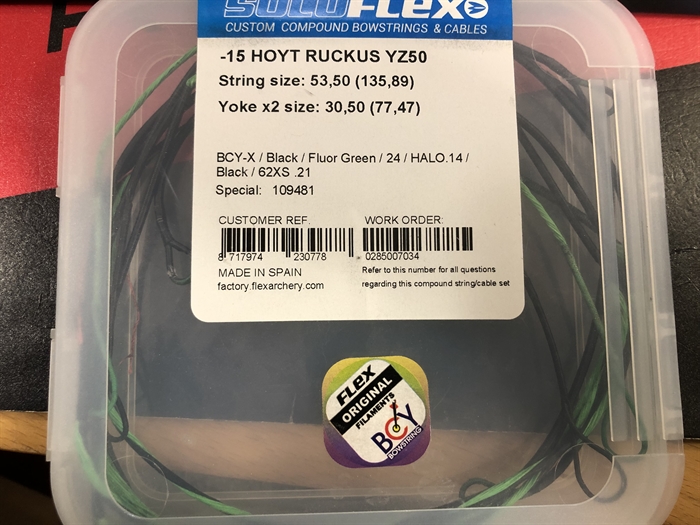 CUSTOM COMPOUND BOWSTRINGS & CABLES
-15 HOYT RUCKUS YZ50
String size: 53,50 (135,89)
Yoke x2 size: 30,50 (77,47)
BCY-X / Black / Fluor Green / 24 / HALO.14 /
Black / 62XS .21
Special: 109481
CUSTOMER REF.
8 717974 230778
WORK ORDER:
0285007034
MADE IN SPAIN
factory.flexarchery.com
Refer to this number for all questions
regarding this compound string/cable set
FLEX
ORIGINAL
FILAMENTS
BCY
BOWSTRING